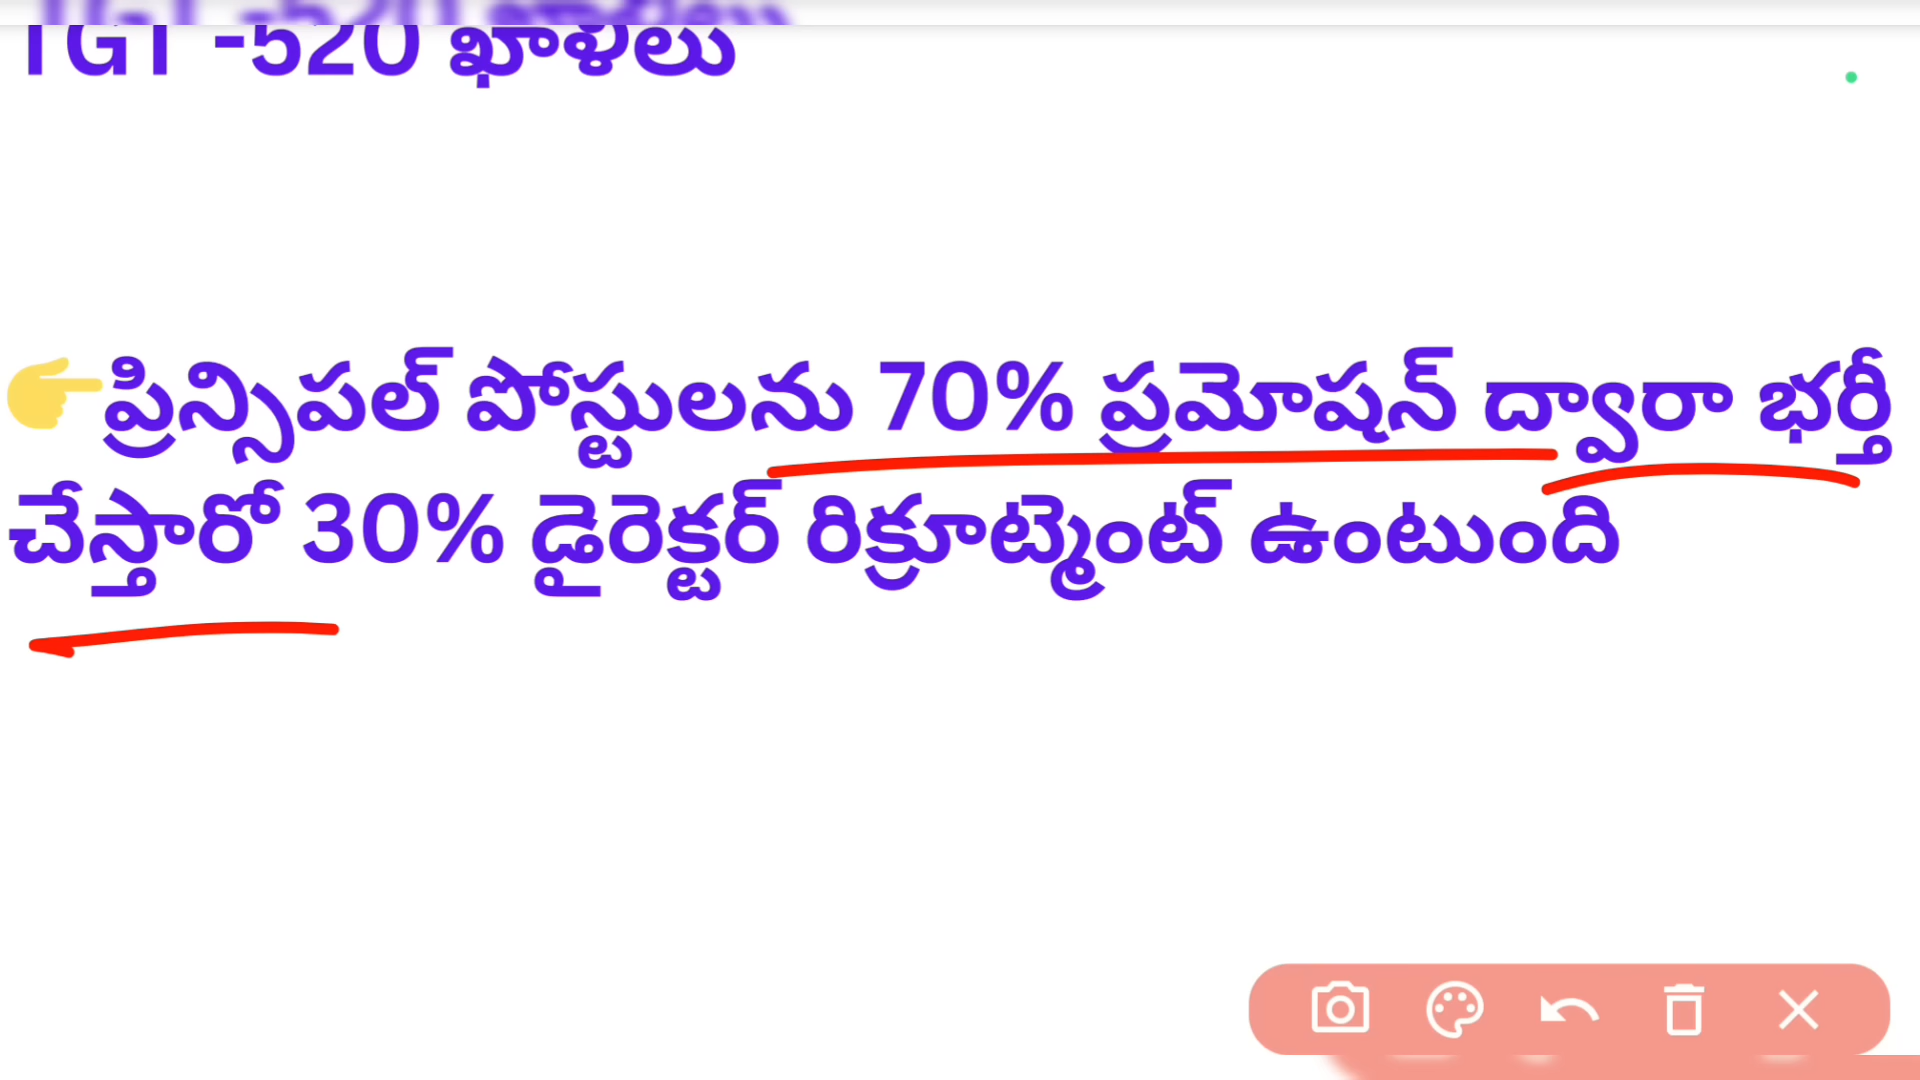 TGT -520 ఖాళీలు
👉ప్రిన్సిపల్ పోస్టులను 70% ప్రమోషన్ ద్వారా భర్తీ
చేస్తారో 30% డైరెక్టర్ రిక్రూట్మెంట్ ఉంటుంది